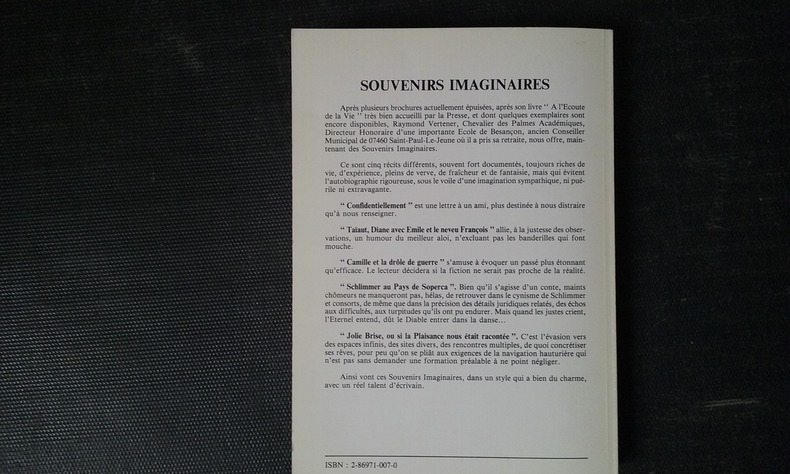 SOUVENIRS IMAGINAIRES
Après plusieurs brochures actuellement épuisées, après son livre " A l'Ecoute
de la Vie " très bien accueilli par la Presse, et dont quelques exemplaires sont
encore disponibles, Raymond Vertener, Chevalier des Palmes Académiques,
Directeur Honoraire d'une importante Ecole de Besançon, ancien Conseiller
Municipal de 07460 Saint-Paul-Le-Jeune où il a pris sa retraite, nous offre, main-
tenant des Souvenirs Imaginaires.
Ce sont cinq récits différents, souvent fort documentés, toujours riches de
vie, d'expérience, pleins de verve, de fraîcheur et de fantaisie, mais qui évitent
l'autobiographie rigoureuse, sous le voile d'une imagination sympathique, ni pué-
rile ni extravagante.
" Confidentiellement " est une lettre à un ami, plus destinée à nous distraire
qu'à nous renseigner.
" Taïaut, Diane avec Emile et le neveu François " allie, à la justesse des obser-
vations, un humour du meilleur aloi, n'excluant pas les banderilles qui font
mouche.
" Camille et la drôle de guerre " s'amuse à évoquer un passé plus étonnant
qu'efficace. Le lecteur décidera si la fiction ne serait pas proche de la réalité.
" Schlimmer au Pays de Soperca ". Bien qu'il s'agisse d'un conte, maints
chômeurs ne manqueront pas, hélas, de retrouver dans le cynisme de Schlimmer
et consorts, de même que dans la précision des détails juridiques relatés, des échos
aux difficultés, aux turpitudes qu'ils ont pu endurer. Mais quand les justes crient,
l'Eternel entend, dût le Diable entrer dans la danse...
" Jolie Brise, ou si la Plaisance nous était racontée ". C'est l'évasion vers
des espaces infinis, des sites divers, des rencontres multiples, de quoi concrétiser
ses rêves, pour peu qu'on se pliât aux exigences de la navigation hauturière qui
n'est pas sans demander une formation préalable à ne point négliger.
Ainsi vont ces Souvenirs Imaginaires, dans un style qui a bien du charme,
avec un réel talent d'écrivain.
ISBN : 2-86971-007-0